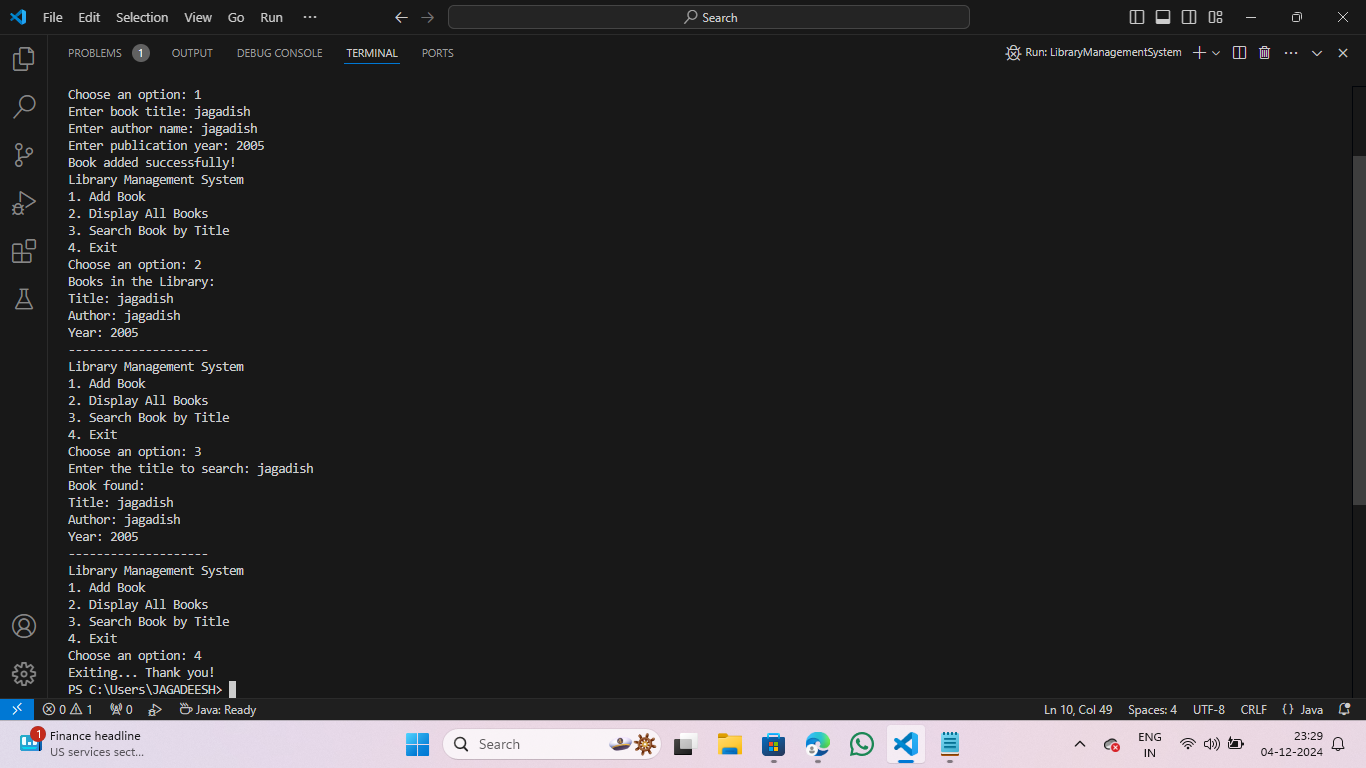 File Edit Selection View Go Run ··· Search
PROBLEMS 1 OUTPUT DEBUG CONSOLE TERMINAL PORTS Run: LibraryManagementSystem
Choose an option: 1
Enter book title: jagadish
Enter author name: jagadish
Enter publication year: 2005
Book added successfully!
Library Management System
1. Add Book
2. Display All Books
3. Search Book by Title
4. Exit
Choose an option: 2
Books in the Library:
Title: jagadish
Author: jagadish
Year: 2005
--------------------
Library Management System
1. Add Book
2. Display All Books
3. Search Book by Title
4. Exit
Choose an option: 3
Enter the title to search: jagadish
Book found:
Title: jagadish
Author: jagadish
Year: 2005
--------------------
Library Management System
1. Add Book
2. Display All Books
3. Search Book by Title
4. Exit
Choose an option: 4
Exiting... Thank you!
PS C:\Users\JAGADEESH>
0 1 0 Java: Ready Ln 10, Col 49 Spaces: 4 UTF-8 CRLF {} Java
1 Finance headline
US services sect...
Search
ENG
IN
23:29
04-12-2024